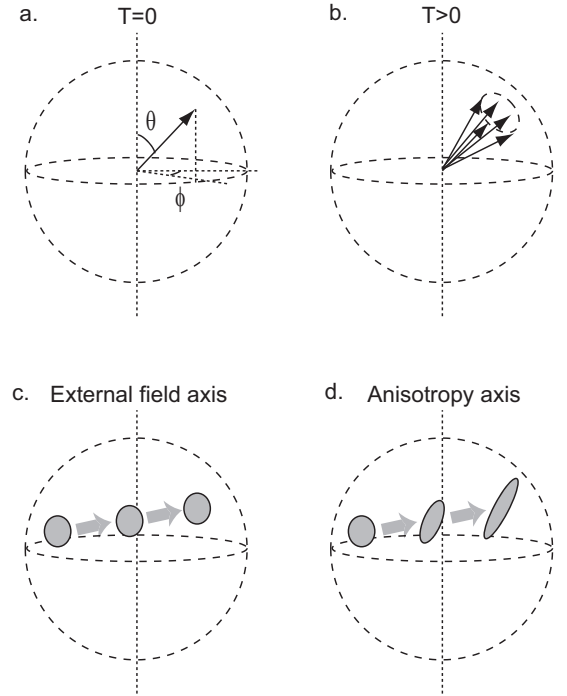 a.
T=0
b.
T>0
θ
ϕ
c.
External field axis
d.
Anisotropy axis